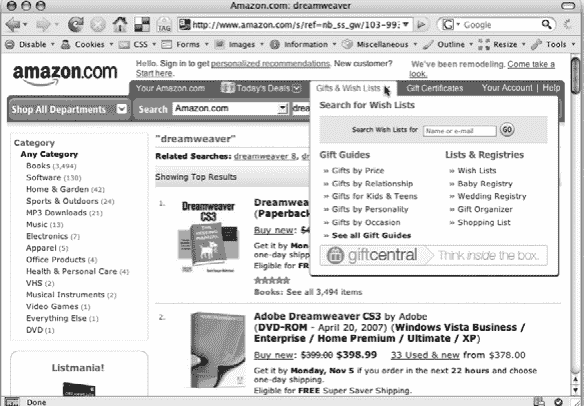 Amazon.com: dreamweaver
http://www.amazon.com/s/ref=nb_ss_gw/103-99
Google
Disable Cookies CSS Forms Images Information Miscellaneous Outline Resize Tools
amazon.com
Hello. Sign in to get personalized recommendations. New customer?
Start here.
We've been remodeling. Come take a
look.
Your Amazon.com Today's Deals Gifts & Wish Lists Gift Certificates Your Account | Help
Shop All Departments Search Amazon.com
Search for Wish Lists
Search Wish Lists for Name or e-mail GO
Gift Guides
» Gifts by Price
» Gifts by Relationship
» Gifts for Kids & Teens
» Gifts by Personality
» Gifts by Occasion
» See all Gift Guides
Lists & Registries
» Wish Lists
» Baby Registry
» Wedding Registry
» Gift Organizer
» Shopping List
giftcentral Think inside the box.
Category
Any Category
Books (3,494)
Software (130)
Home & Garden (42)
Sports & Outdoors (24)
MP3 Downloads (21)
Music (13)
Electronics (7)
Apparel (5)
Office Products (4)
Health & Personal Care (4)
VHS (2)
Musical Instruments (2)
Video Games (1)
Everything Else (1)
DVD (1)
Listmania!
"dreamweaver"
Related Searches: dreamweaver 8,
Showing Top Results
1.
Dreamweaver
CS3
THE MISSING MANUAL
Dreamwea
(Paperback
Buy new:
Get it by Mon
one-day shippin
Eligible for FRE
Books: See all 3,494 items
2.
Adobe Dreamweaver CS3 by Adobe
(DVD-ROM - April 20, 2007) (Windows Vista Business /
Enterprise / Home Premium / Ultimate / XP)
Buy new: $399.00 $398.99 33 Used & new from $378.00
Get it by Monday, Nov 5 if you order in the next 22 hours and choose
one-day shipping.
Eligible for FREE Super Saver Shipping.
Done